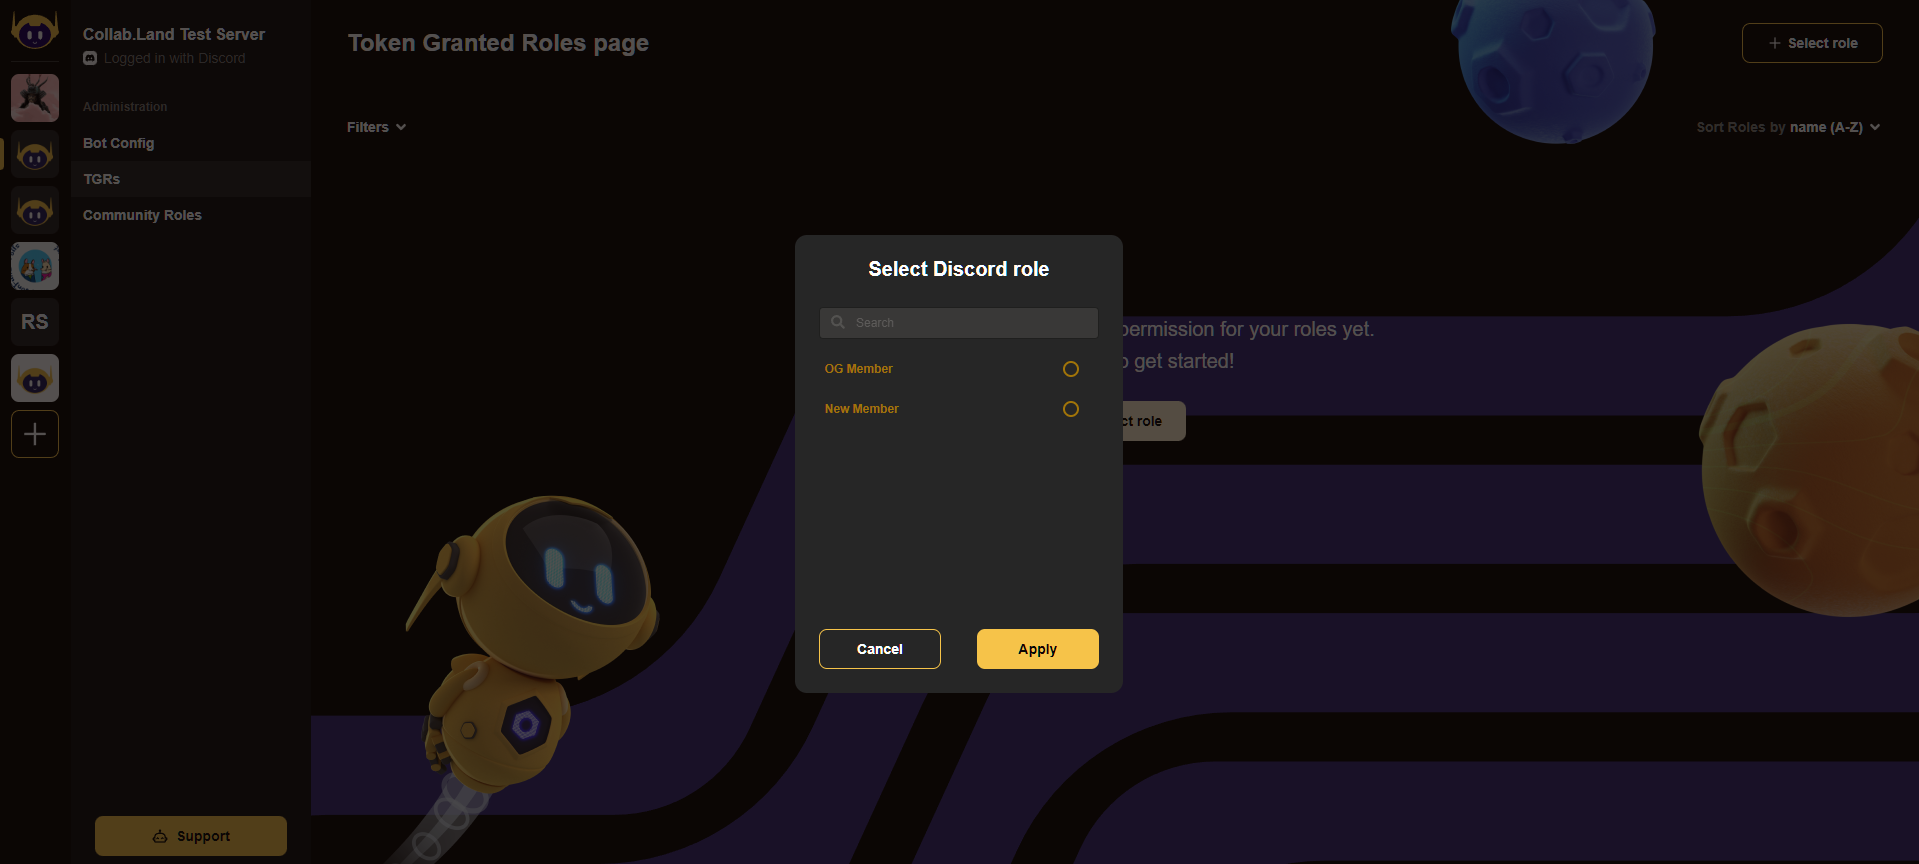 Collab.Land Test Server
Logged in with Discord
Administration
Bot Config
TGRs
Community Roles
RS
Support
Token Granted Roles page
Select role
Filters
Sort Roles by name (A-Z)
permission for your roles yet.
get started!
role
Select Discord role
Search
OG Member
New Member
Cancel
Apply